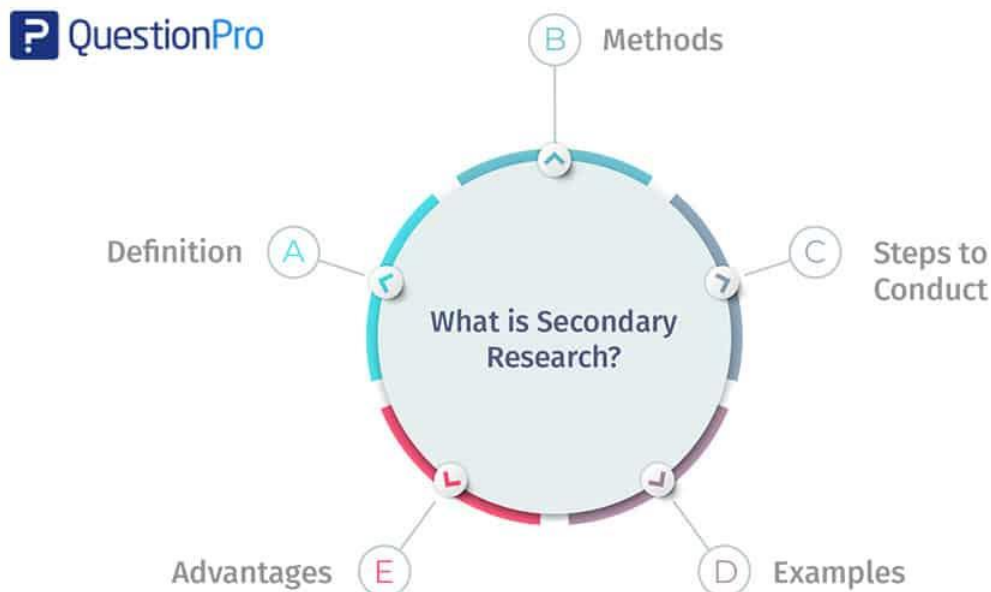 QuestionPro
B Methods
Definition A
C Steps to
Conduct
What is Secondary
Research?
Advantages E
D Examples